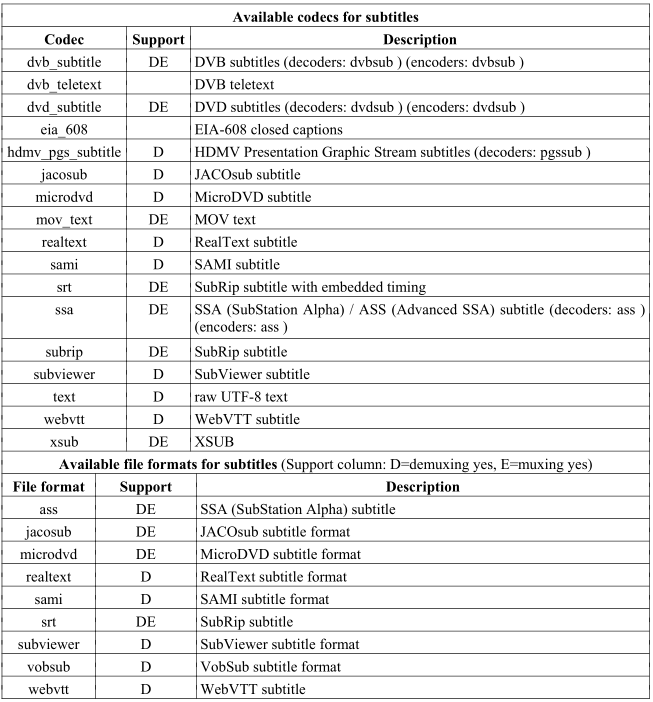 Available codecs for subtitles
Codec Support Description
dvb_subtitle DE DVB subtitles (decoders: dvbsub ) (encoders: dvbsub )
dvb_teletext DVB teletext
dvd_subtitle DE DVD subtitles (decoders: dvdsub ) (encoders: dvdsub )
eia_608 EIA-608 closed captions
hdmv_pgs_subtitle D HDMV Presentation Graphic Stream subtitles (decoders: pgssub )
jacosub D JACOsub subtitle
microdvd D MicroDVD subtitle
mov_text DE MOV text
realtext D RealText subtitle
sami D SAMI subtitle
srt DE SubRip subtitle with embedded timing
ssa DE SSA (SubStation Alpha) / ASS (Advanced SSA) subtitle (decoders: ass )
(encoders: ass )
subrip DE SubRip subtitle
subviewer D SubViewer subtitle
text D raw UTF-8 text
webvtt D WebVTT subtitle
xsub DE XSUB
Available file formats for subtitles (Support column: D=demuxing yes, E=muxing yes)
File format Support Description
ass DE SSA (SubStation Alpha) subtitle
jacosub DE JACOsub subtitle format
microdvd DE MicroDVD subtitle format
realtext D RealText subtitle format
sami D SAMI subtitle format
srt DE SubRip subtitle
subviewer D SubViewer subtitle format
vobsub D VobSub subtitle format
webvtt D WebVTT subtitle